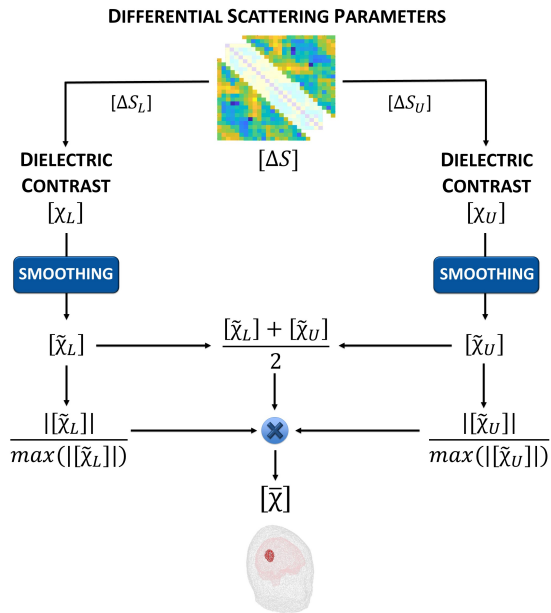 DIFFERENTIAL SCATTERING PARAMETERS
[ΔS_L]
[ΔS_U]
[ΔS]
DIELECTRIC
CONTRAST
[χ_L]
DIELECTRIC
CONTRAST
[χ_U]
SMOOTHING
SMOOTHING
[χ̃_L]
[χ̃_L] + [χ̃_U]
2
[χ̃_U]
|[χ̃_L]|
max(|[χ̃_L]|)
×
|[χ̃_U]|
max(|[χ̃_U]|)
[χ̅]